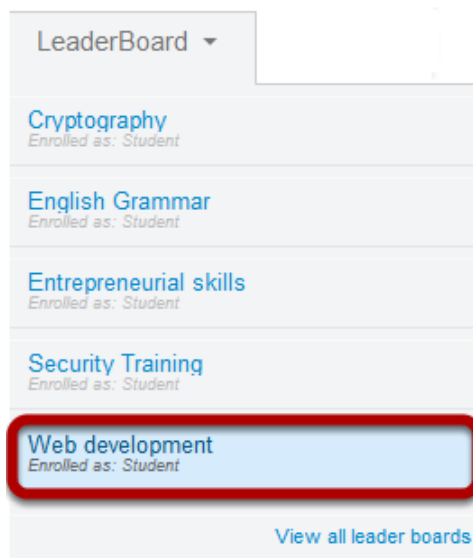 LeaderBoard
Cryptography
Enrolled as: Student
English Grammar
Enrolled as: Student
Entrepreneurial skills
Enrolled as: Student
Security Training
Enrolled as: Student
Web development
Enrolled as: Student
View all leader boards